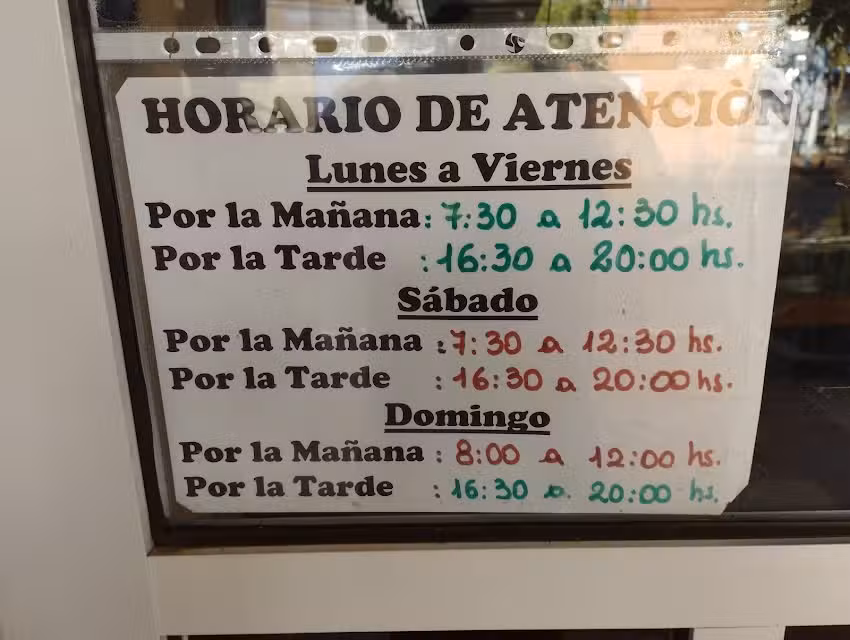 HORARIO DE ATENCIÒN
Lunes a Viernes
Por la Mañana: 7:30 a 12:30 hs.
Por la Tarde : 16:30 a 20:00 hs.
Sábado
Por la Mañana : 7:30 a 12:30 hs.
Por la Tarde : 16:30 a 20:00 hs.
Domingo
Por la Mañana : 8:00 a 12:00 hs.
Por la Tarde : 16:30 a 20:00 hs.